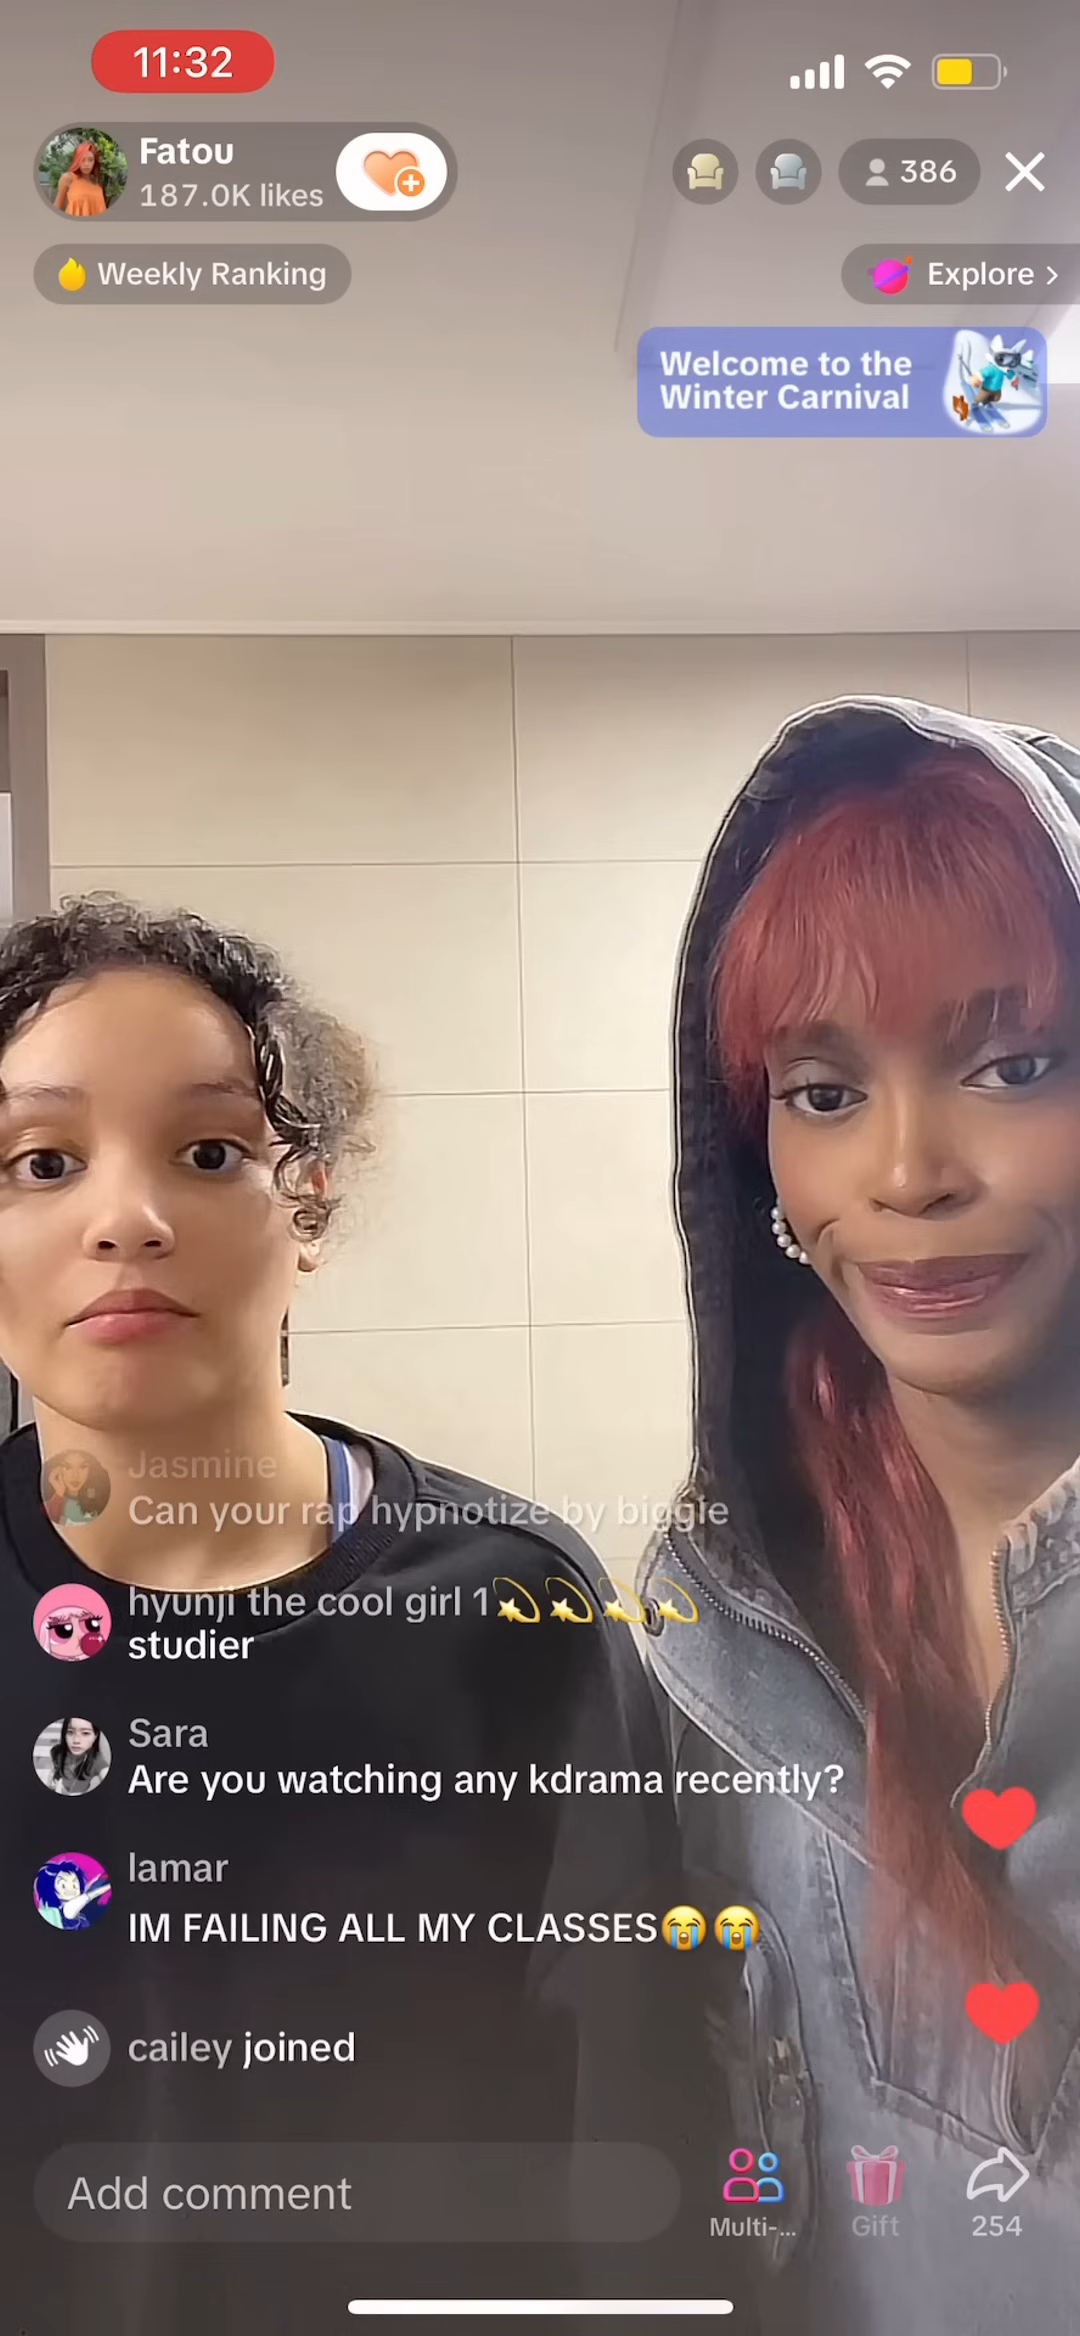 11:32
Fatou
187.0K likes
386
Weekly Ranking
Explore >
Welcome to the
Winter Carnival
Jasmine
Can your rap hypnotize by biggie
hyunji the cool girl 1💫💫💫💫
studier
Sara
Are you watching any kdrama recently?
lamar
IM FAILING ALL MY CLASSES😭😭
cailey joined
Add comment
Multi-...
Gift
254